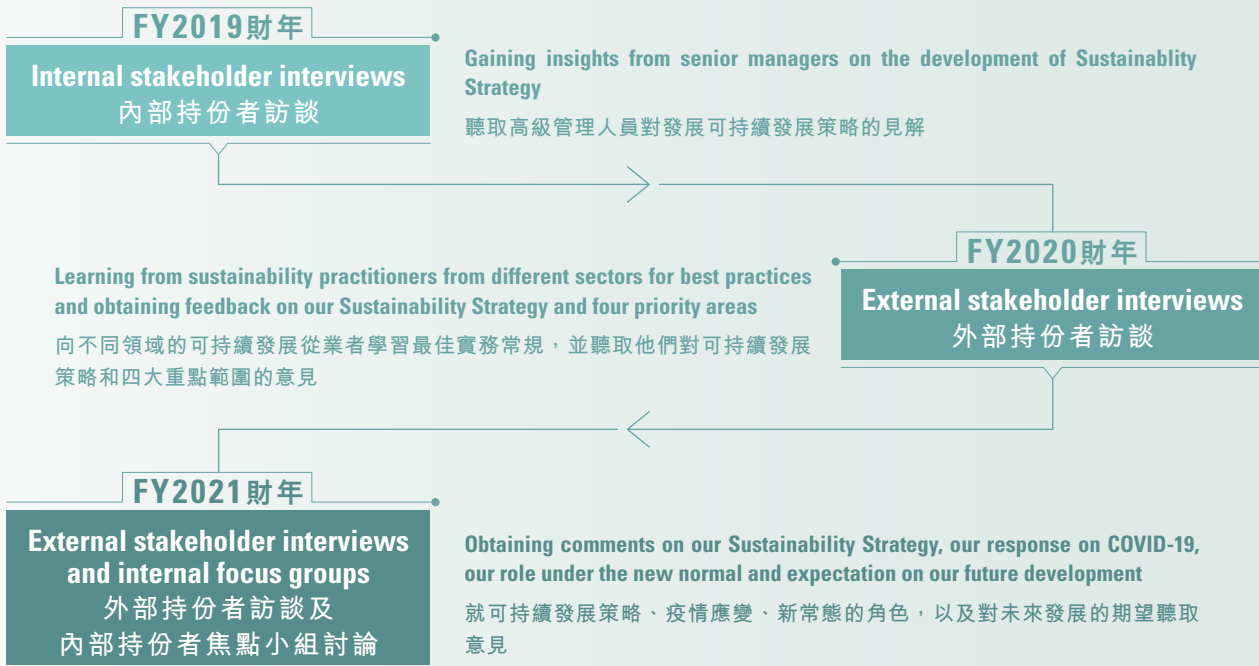 FY2019財年
Internal stakeholder interviews
內部持份者訪談
Gaining insights from senior managers on the development of Sustainablity
Strategy
聽取高級管理人員對發展可持續發展策略的見解
FY2020財年
External stakeholder interviews
外部持份者訪談
Learning from sustainability practitioners from different sectors for best practices
and obtaining feedback on our Sustainability Strategy and four priority areas
向不同領域的可持續發展從業者學習最佳實務常規，並聽取他們對可持續發展
策略和四大重點範圍的意見
FY2021財年
External stakeholder interviews
and internal focus groups
外部持份者訪談及
內部持份者焦點小組討論
Obtaining comments on our Sustainability Strategy, our response on COVID-19,
our role under the new normal and expectation on our future development
就可持續發展策略、疫情應變、新常態的角色，以及對未來發展的期望聽取
意見